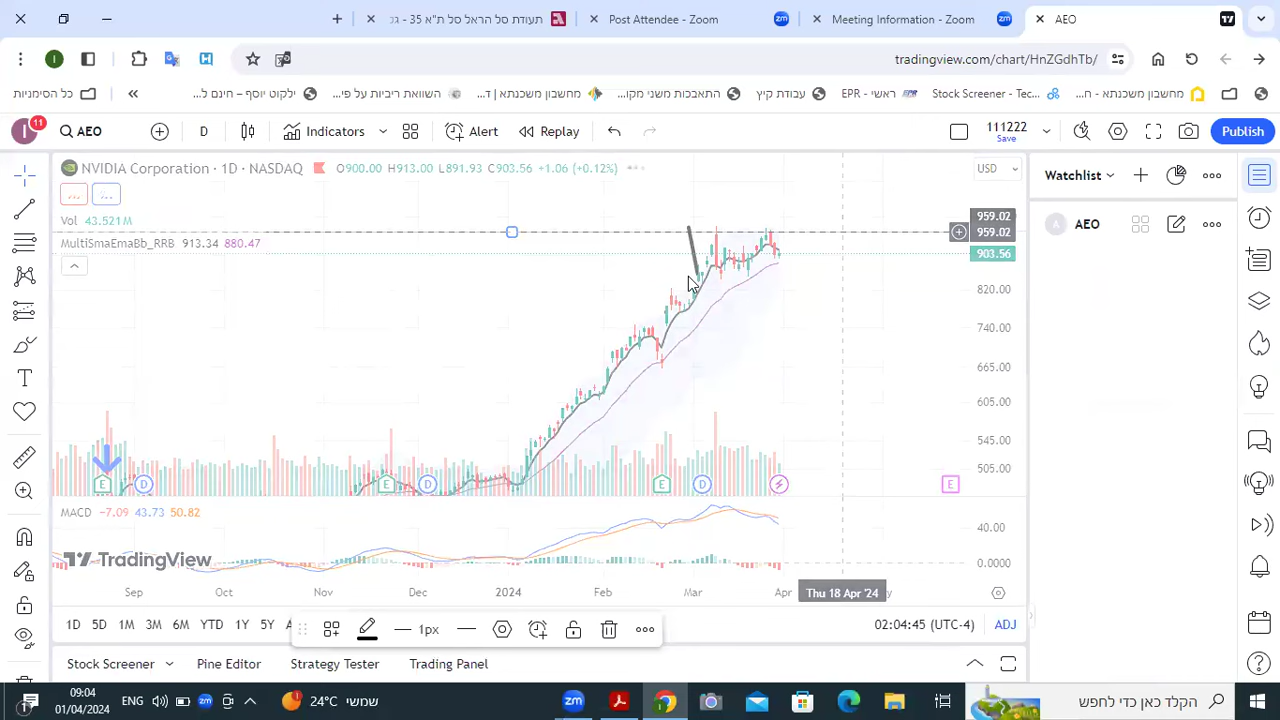 תעודת סל הראל סל ת"א 35 - גנ
Post Attendee - Zoom
Meeting Information - Zoom
AEO
tradingview.com/chart/HnZGdhTb/
כל הסימניות
ילקוט יוסף - חינם ל...
השוואת ריביות על פי...
התאבכות משני מקו...
מחשבון משכנתא | ד...
עבודת קיץ
ראשי - EPR
Stock Screener - Tec...
מחשבון משכנתא - ח...
11
AEO
D
Indicators
Alert
Replay
111222
Save
Publish
NVIDIA Corporation · 1D · NASDAQ
O900.00 H913.00 L891.93 C903.56 +1.06 (+0.12%)
USD
Watchlist
Vol 43.521M
959.02
AEO
959.02
MultiSmaEmaBb_RRB 913.34 880.47
903.56
820.00
740.00
665.00
605.00
545.00
505.00
E D E D E D E
MACD −7.09 43.73 50.82
40.00
TradingView
0.0000
Sep Oct Nov Dec 2024 Feb Mar Apr Thu 18 Apr '24
1D 5D 1M 3M 6M YTD 1Y 5Y
1px
02:04:45 (UTC-4)
ADJ
Stock Screener
Pine Editor
Strategy Tester
Trading Panel
09:04
01/04/2024
ENG
24°C שמשי
הקלד כאן כדי לחפש